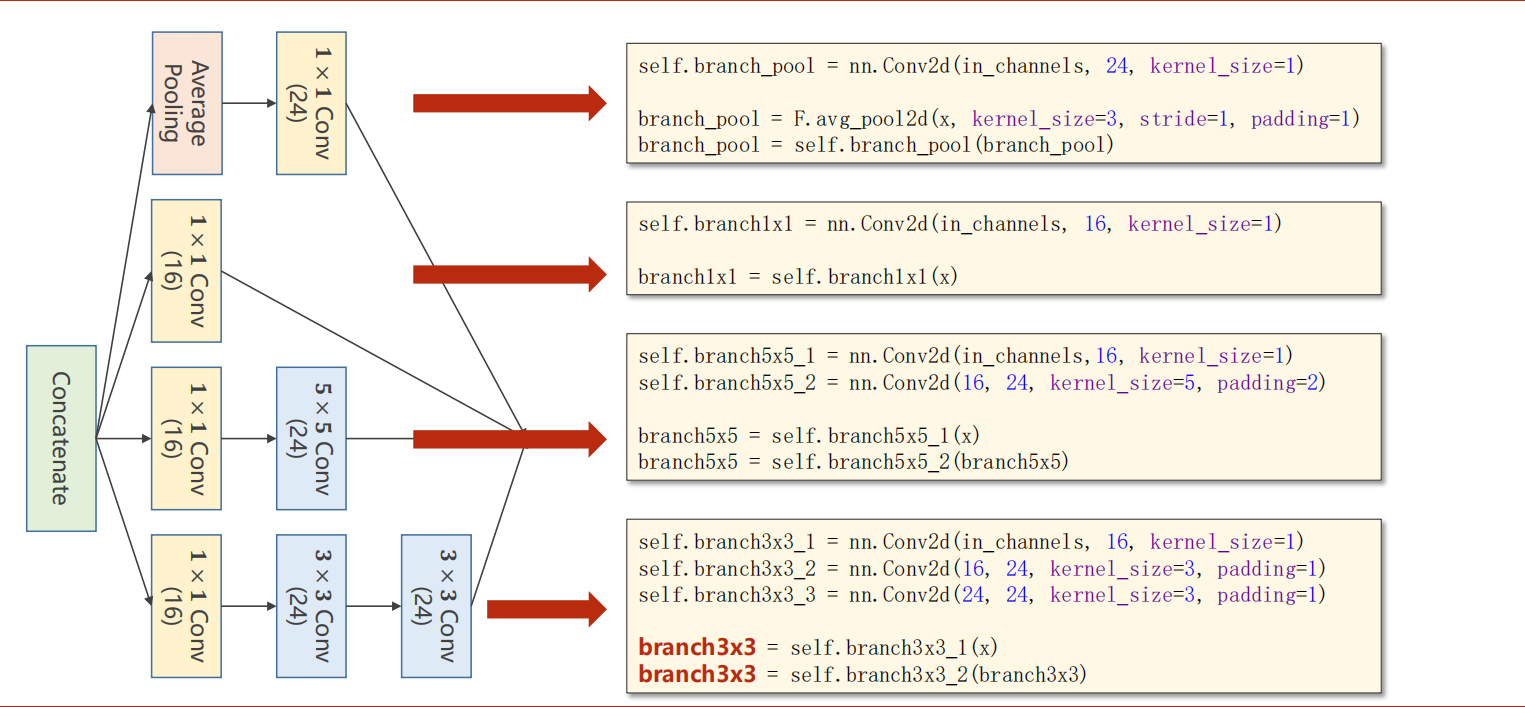 Average
Pooling
1×1 Conv
(24)
self.branch_pool = nn.Conv2d(in_channels, 24, kernel_size=1)
branch_pool = F.avg_pool2d(x, kernel_size=3, stride=1, padding=1)
branch_pool = self.branch_pool(branch_pool)
1×1 Conv
(16)
self.branch1x1 = nn.Conv2d(in_channels, 16, kernel_size=1)
branch1x1 = self.branch1x1(x)
Concatenate
1×1 Conv
(16)
5×5 Conv
(24)
self.branch5x5_1 = nn.Conv2d(in_channels,16, kernel_size=1)
self.branch5x5_2 = nn.Conv2d(16, 24, kernel_size=5, padding=2)
branch5x5 = self.branch5x5_1(x)
branch5x5 = self.branch5x5_2(branch5x5)
1×1 Conv
(16)
3×3 Conv
(24)
3×3 Conv
(24)
self.branch3x3_1 = nn.Conv2d(in_channels, 16, kernel_size=1)
self.branch3x3_2 = nn.Conv2d(16, 24, kernel_size=3, padding=1)
self.branch3x3_3 = nn.Conv2d(24, 24, kernel_size=3, padding=1)
branch3x3 = self.branch3x3_1(x)
branch3x3 = self.branch3x3_2(branch3x3)